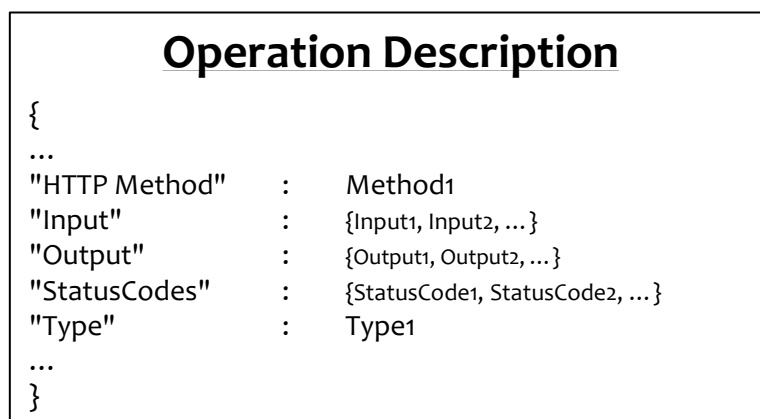 Operation Description
{
...
"HTTP Method" : Method1
"Input" : {Input1, Input2, ...}
"Output" : {Output1, Output2, ...}
"StatusCodes" : {StatusCode1, StatusCode2, ...}
"Type" : Type1
...
}